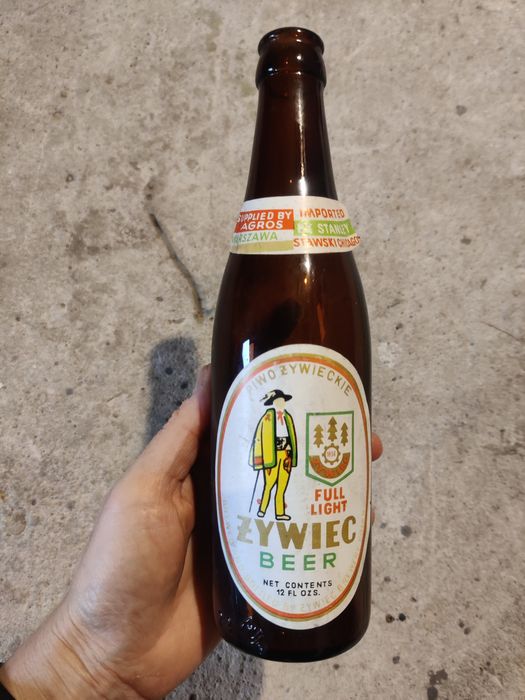 SUPPLIED BY
AGROS
WARSZAWA
IMPORTED
STANLEY
STAWSKI CHICAGO
PIWO ŻYWIECKIE
FULL
LIGHT
ŻYWIEC
BEER
NET CONTENTS
12 FL OZS.